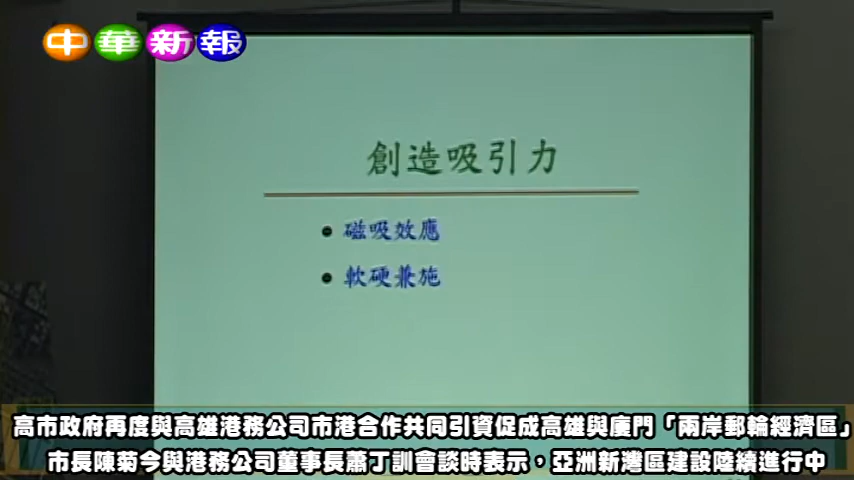 中華新報
創造吸引力
磁吸效應
軟硬兼施
高市政府再度與高雄港務公司市港合作共同引資促成高雄與廈門「兩岸郵輪經濟區」
市長陳菊今與港務公司董事長蕭丁訓會談時表示，亞洲新灣區建設陸續進行中